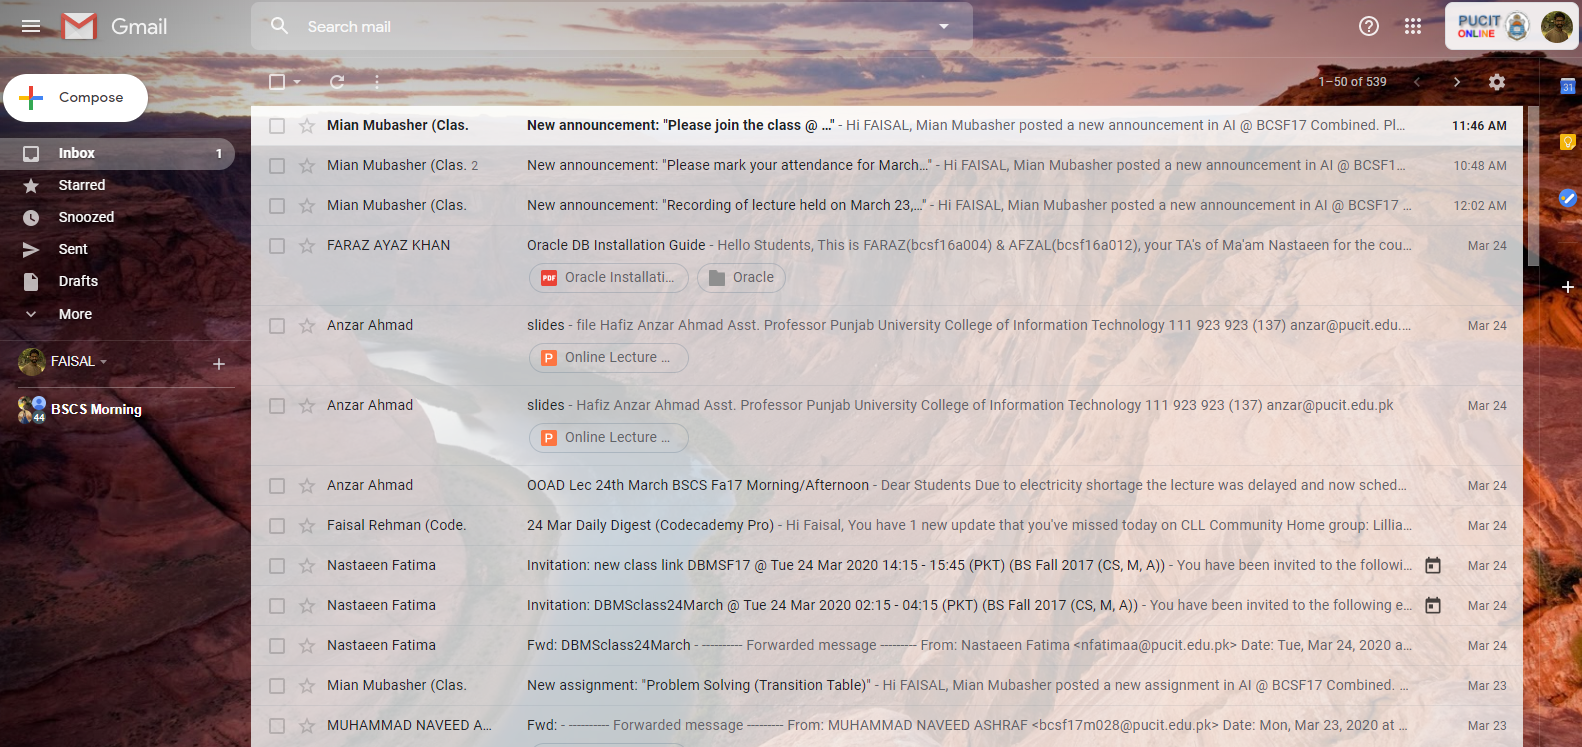 Gmail
Search mail
PUCIT
ONLINE
Compose
1–50 of 539
31
Inbox 1
Starred
Snoozed
Sent
Drafts
More
FAISAL
44
BSCS Morning
Mian Mubasher (Clas. New announcement: "Please join the class @ ..." - Hi FAISAL, Mian Mubasher posted a new announcement in AI @ BCSF17 Combined. Pl... 11:46 AM
Mian Mubasher (Clas. 2 New announcement: "Please mark your attendance for March..." - Hi FAISAL, Mian Mubasher posted a new announcement in AI @ BCSF1... 10:48 AM
Mian Mubasher (Clas. New announcement: "Recording of lecture held on March 23,..." - Hi FAISAL, Mian Mubasher posted a new announcement in AI @ BCSF17 ... 12:02 AM
FARAZ AYAZ KHAN Oracle DB Installation Guide - Hello Students, This is FARAZ(bcsf16a004) & AFZAL(bcsf16a012), your TA's of Ma'am Nastaeen for the cou... Mar 24
PDF Oracle Installati... Oracle
Anzar Ahmad slides - file Hafiz Anzar Ahmad Asst. Professor Punjab University College of Information Technology 111 923 923 (137) anzar@pucit.edu.... Mar 24
P Online Lecture ...
Anzar Ahmad slides - Hafiz Anzar Ahmad Asst. Professor Punjab University College of Information Technology 111 923 923 (137) anzar@pucit.edu.pk Mar 24
P Online Lecture ...
Anzar Ahmad OOAD Lec 24th March BSCS Fa17 Morning/Afternoon - Dear Students Due to electricity shortage the lecture was delayed and now sched... Mar 24
Faisal Rehman (Code. 24 Mar Daily Digest (Codecademy Pro) - Hi Faisal, You have 1 new update that you've missed today on CLL Community Home group: Lillia... Mar 24
Nastaeen Fatima Invitation: new class link DBMSF17 @ Tue 24 Mar 2020 14:15 - 15:45 (PKT) (BS Fall 2017 (CS, M, A)) - You have been invited to the followi... Mar 24
Nastaeen Fatima Invitation: DBMSclass24March @ Tue 24 Mar 2020 02:15 - 04:15 (PKT) (BS Fall 2017 (CS, M, A)) - You have been invited to the following e... Mar 24
Nastaeen Fatima Fwd: DBMSclass24March - ---------- Forwarded message --------- From: Nastaeen Fatima <nfatimaa@pucit.edu.pk> Date: Tue, Mar 24, 2020 a... Mar 24
Mian Mubasher (Clas. New assignment: "Problem Solving (Transition Table)" - Hi FAISAL, Mian Mubasher posted a new assignment in AI @ BCSF17 Combined. ... Mar 23
MUHAMMAD NAVEED A... Fwd: - ---------- Forwarded message --------- From: MUHAMMAD NAVEED ASHRAF <bcsf17m028@pucit.edu.pk> Date: Mon, Mar 23, 2020 at ... Mar 23